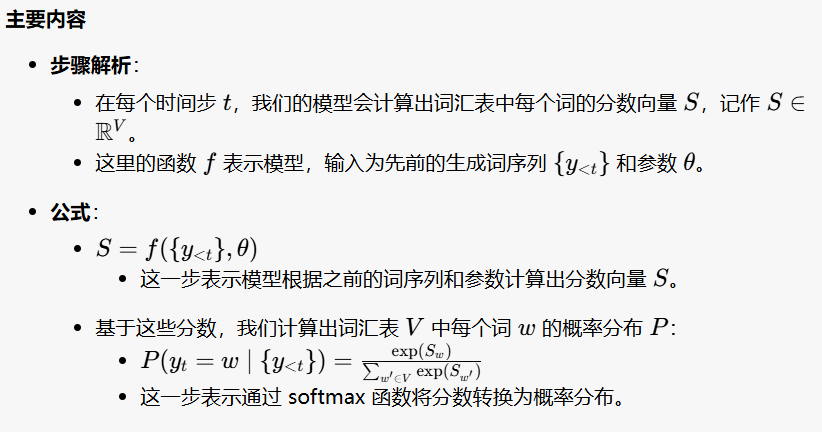 主要内容
• 步骤解析：
• 在每个时间步 t，我们的模型会计算出词汇表中每个词的分数向量 S，记作 S ∈
ℝ^V。
• 这里的函数 f 表示模型，输入为先前的生成词序列 {y_{<t}} 和参数 θ。
• 公式：
• S = f({y_{<t}}, θ)
• 这一步表示模型根据之前的词序列和参数计算出分数向量 S。
• 基于这些分数，我们计算出词汇表 V 中每个词 w 的概率分布 P：
• P(y_t = w | {y_{<t}}) = \frac{exp(S_w)}{∑_{w'∈V} exp(S_{w'})}
• 这一步表示通过 softmax 函数将分数转换为概率分布。